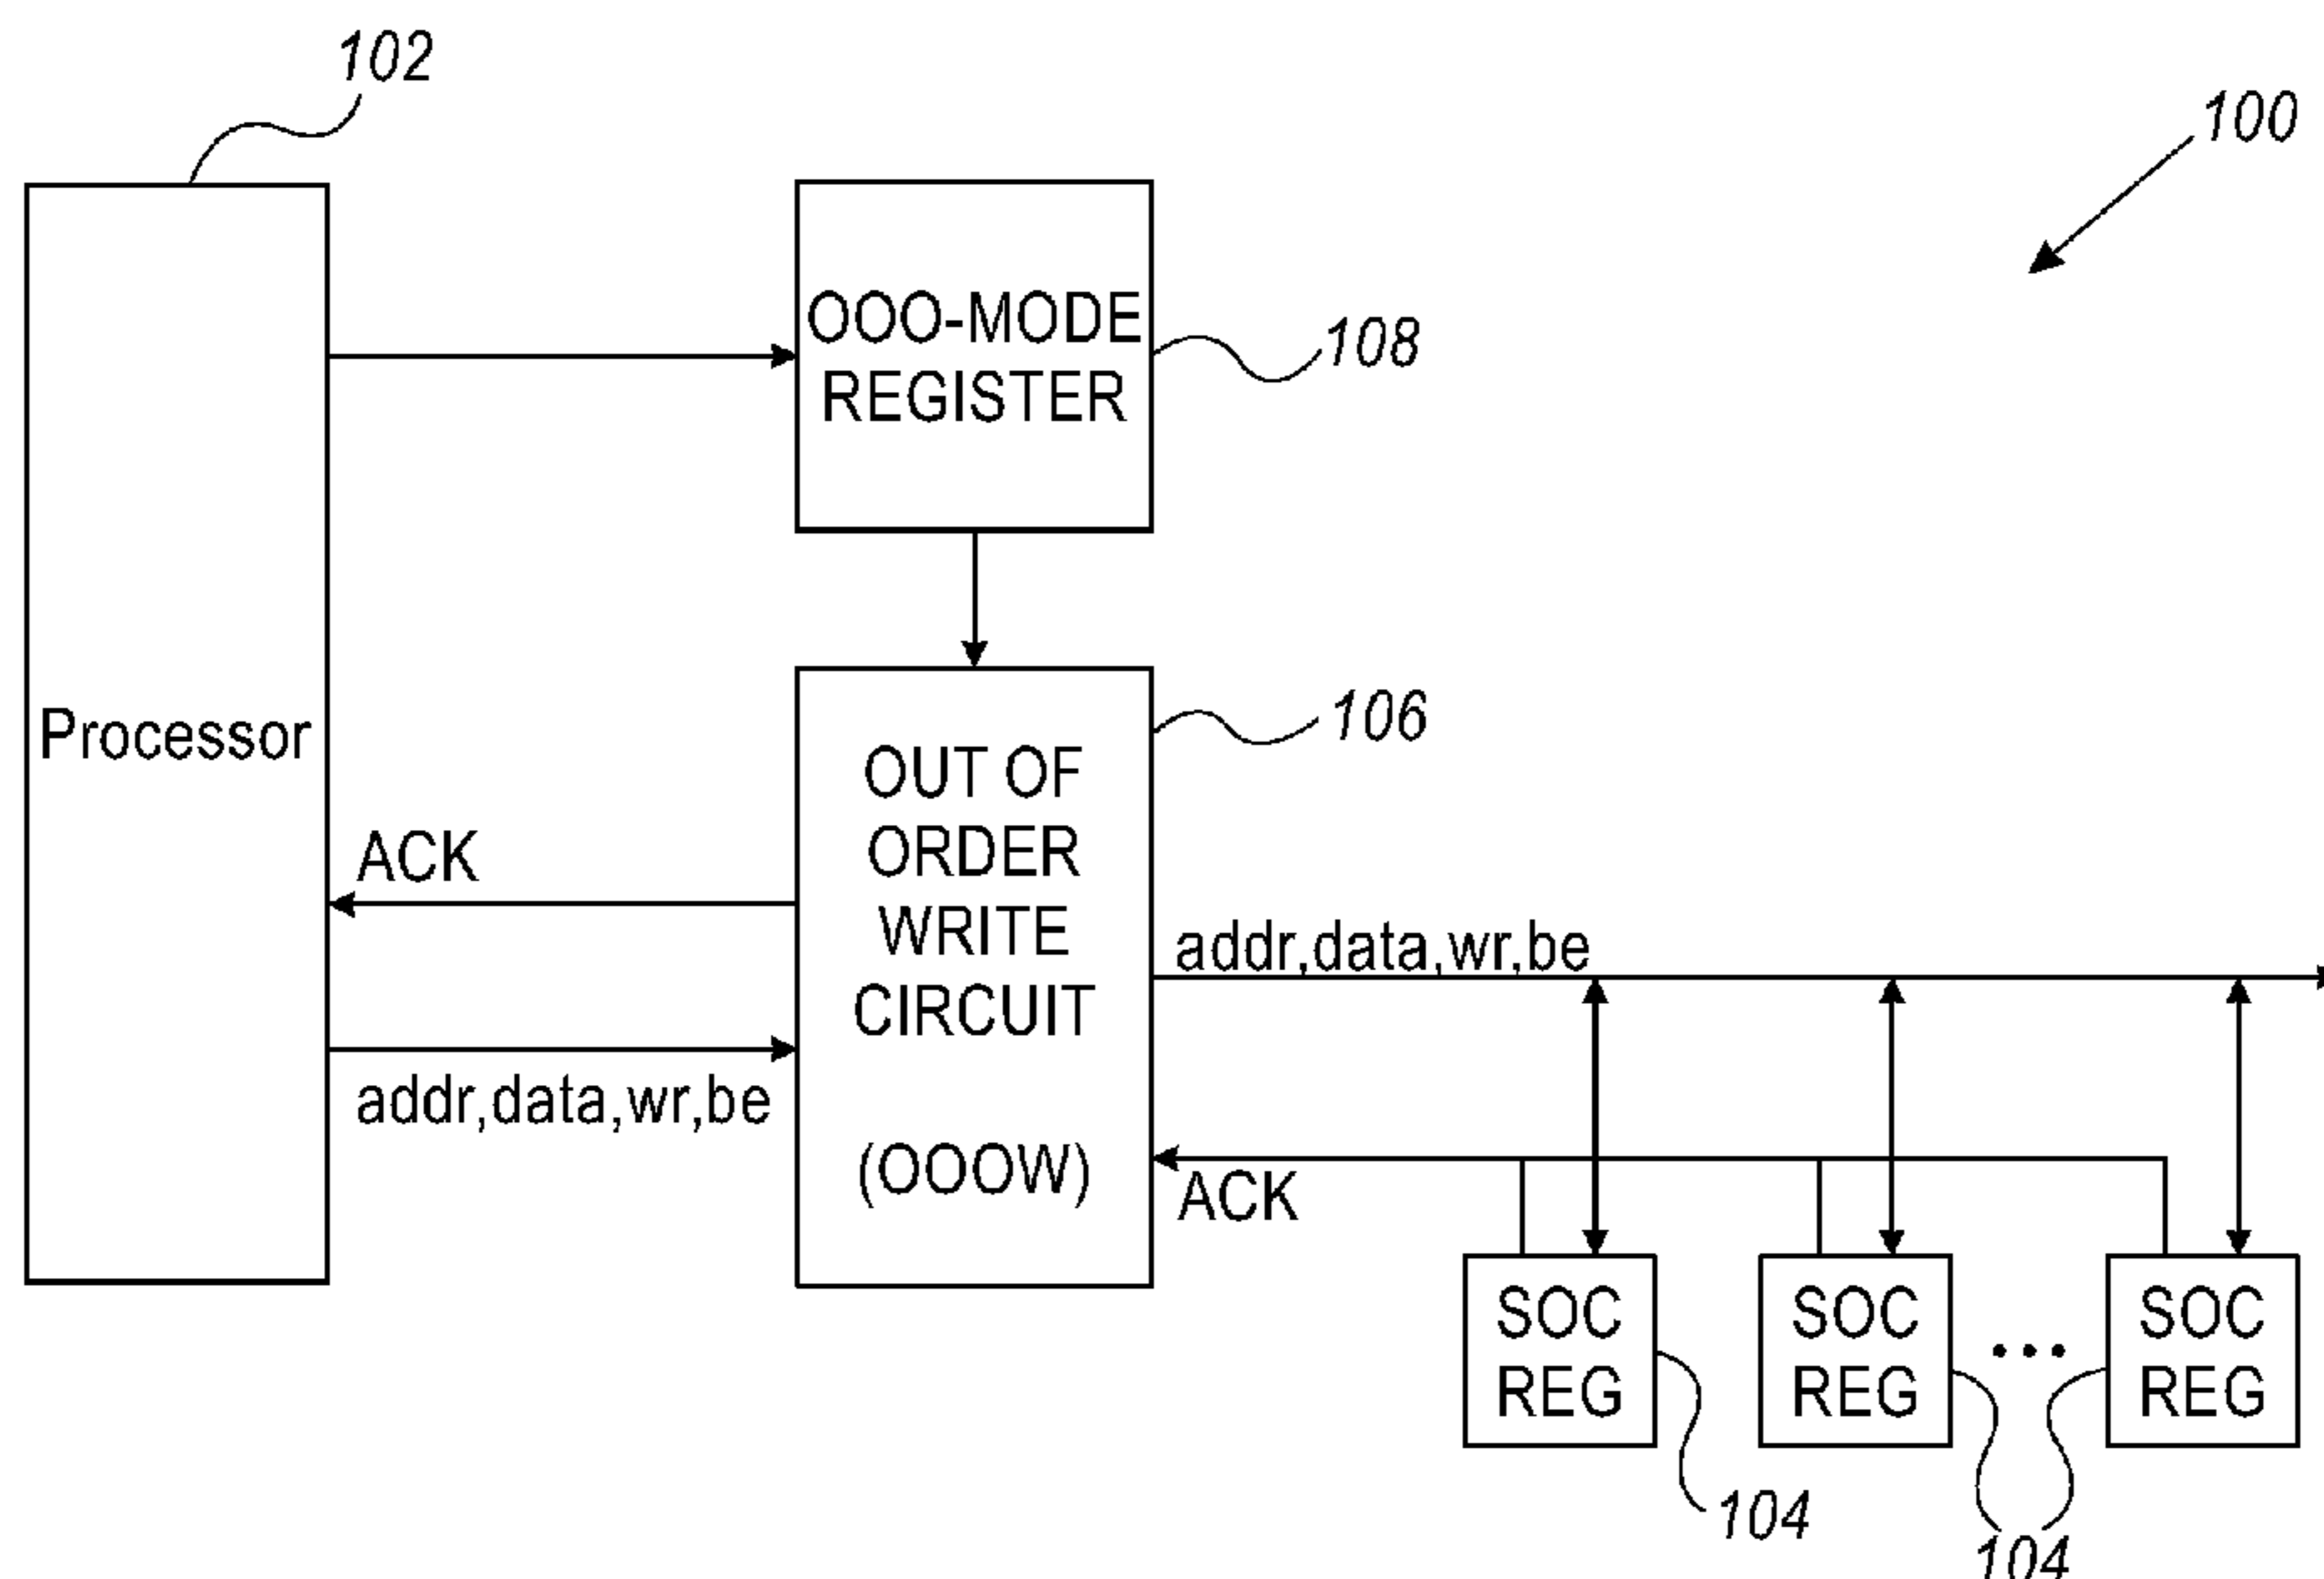 102
100
OOO-MODE
REGISTER
108
Processor
106
OUT OF
ORDER
WRITE
CIRCUIT
(OOOW)
ACK
addr,data,wr,be
addr,data,wr,be
ACK
SOC
REG
SOC
REG
...
SOC
REG
104
104